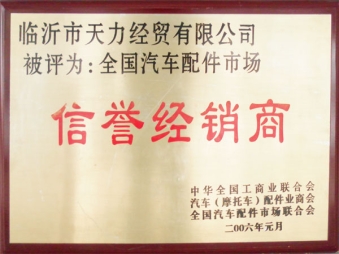 临沂市天力经贸有限公司
被评为:全国汽车配件市场
信誉经销商
中华全国工商业联合会
汽车(摩托车)配件业商会
全国汽车配件市场联合会
二00六年元月